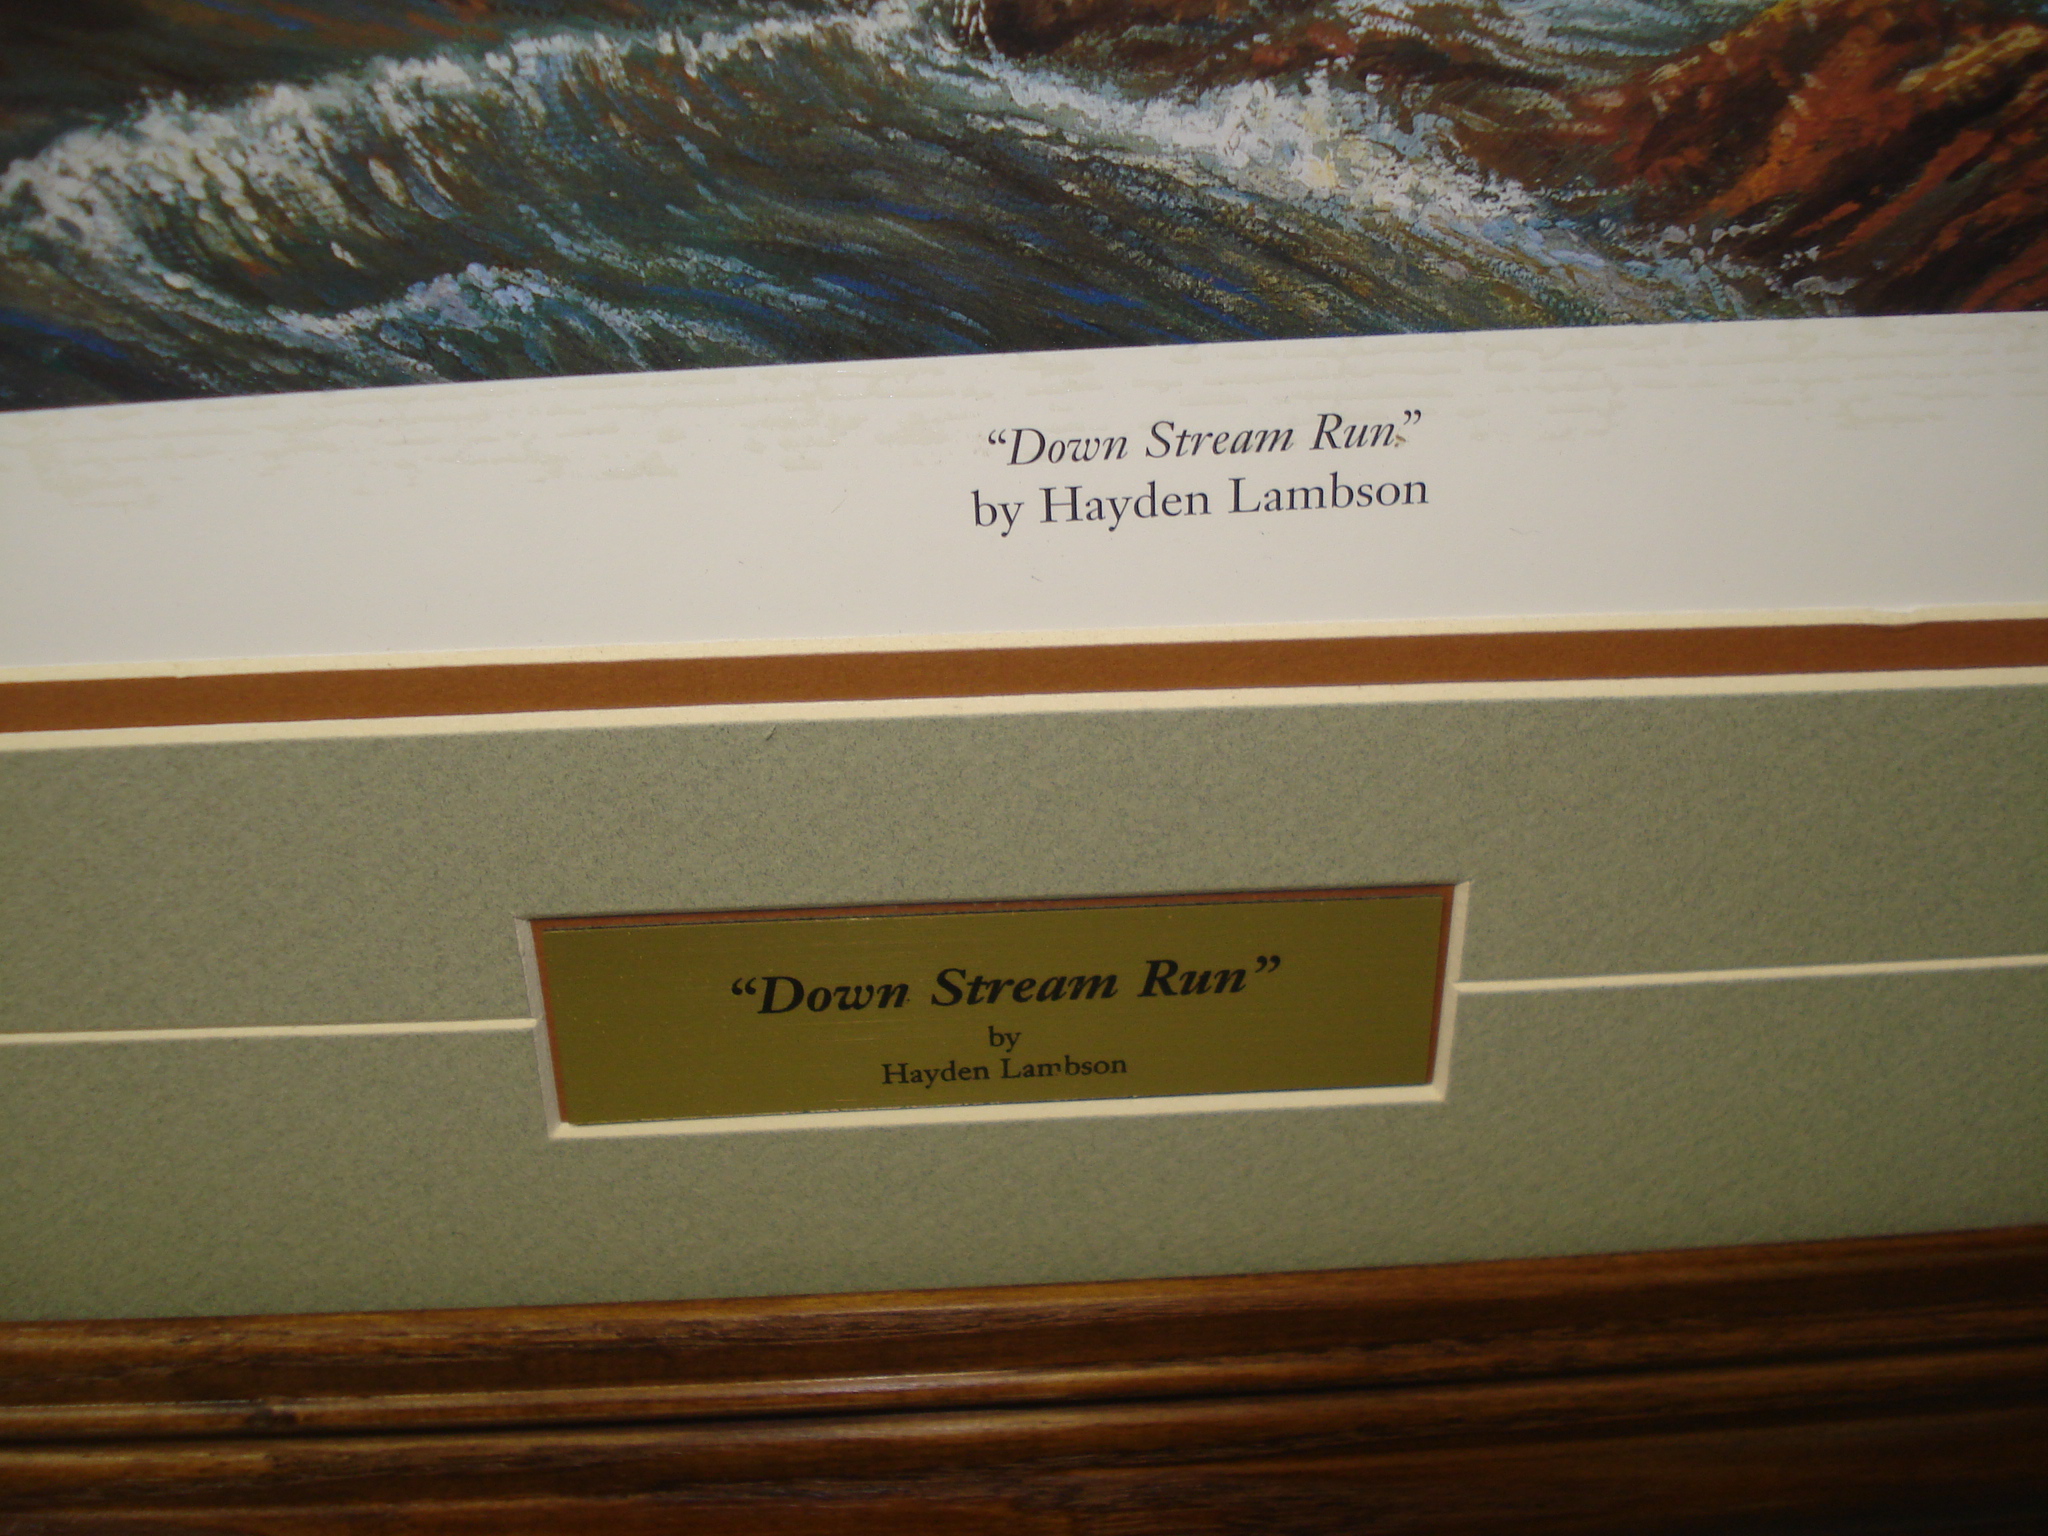 “Down Stream Run”
by Hayden Lambson
“Down Stream Run”
by
Hayden Lambson